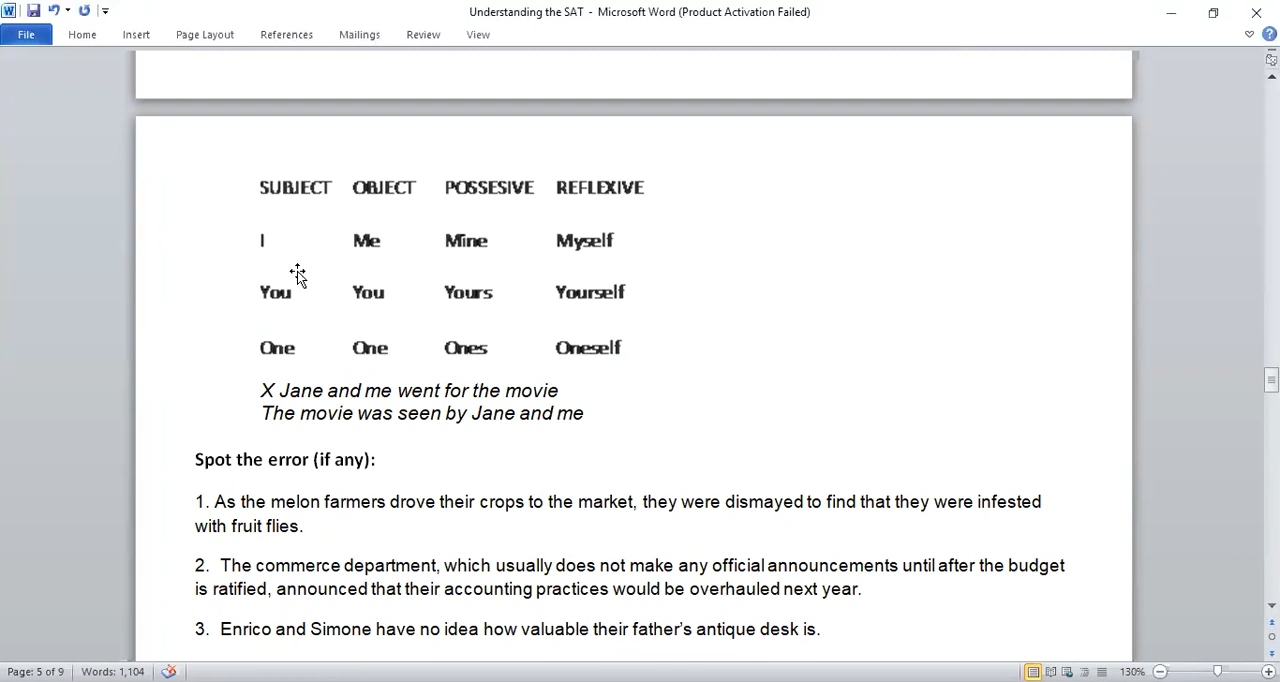 Understanding the SAT - Microsoft Word (Product Activation Failed)
File Home Insert Page Layout References Mailings Review View
SUBJECT OBJECT POSSESIVE REFLEXIVE
I Me Mine Myself
You You Yours Yourself
One One Ones Oneself
X Jane and me went for the movie
The movie was seen by Jane and me
Spot the error (if any):
1. As the melon farmers drove their crops to the market, they were dismayed to find that they were infested
with fruit flies.
2. The commerce department, which usually does not make any official announcements until after the budget
is ratified, announced that their accounting practices would be overhauled next year.
3. Enrico and Simone have no idea how valuable their father's antique desk is.
Page: 5 of 9 Words: 1,104 130%